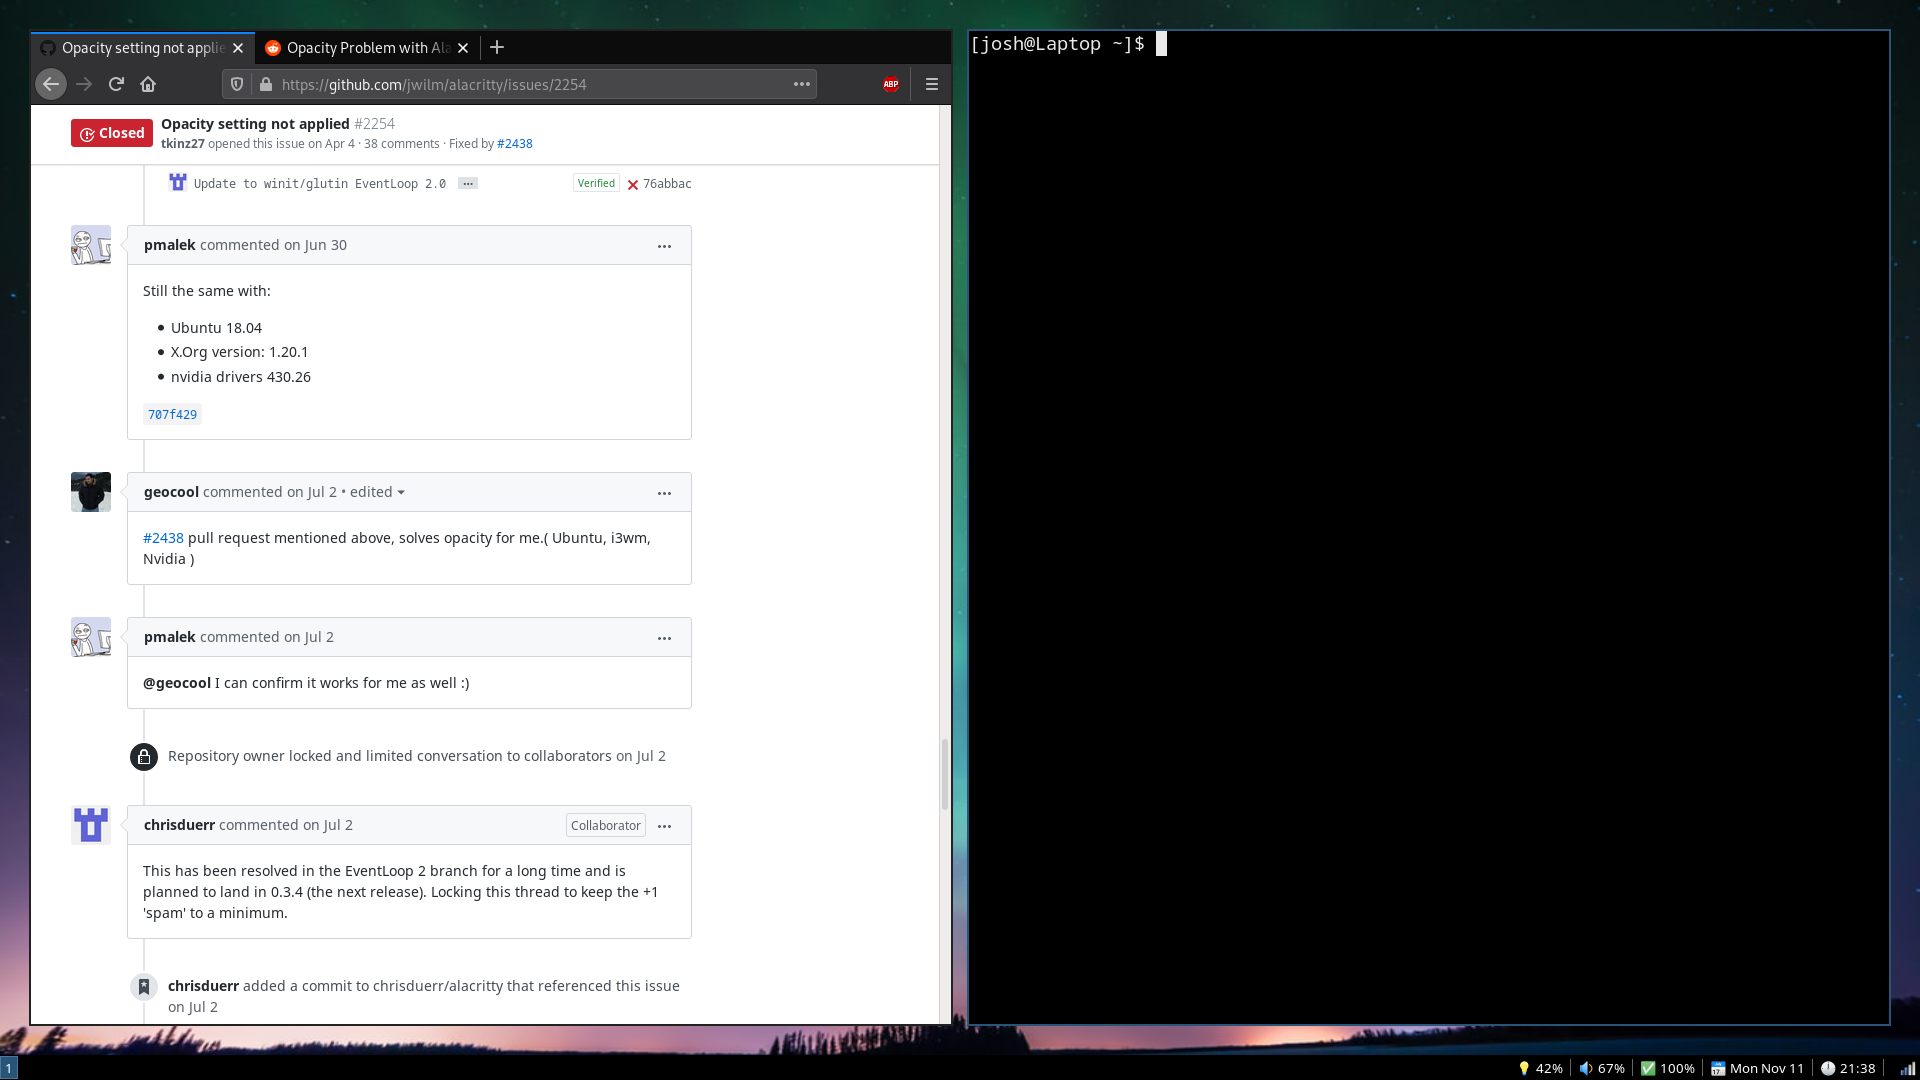 Opacity setting not applie
Opacity Problem with Ala
https://github.com/jwilm/alacritty/issues/2254
ABP
Closed
Opacity setting not applied #2254
tkinz27 opened this issue on Apr 4 · 38 comments · Fixed by #2438
Update to winit/glutin EventLoop 2.0 ... Verified 76abbac
pmalek commented on Jun 30
Still the same with:
Ubuntu 18.04
X.Org version: 1.20.1
nvidia drivers 430.26
707f429
geocool commented on Jul 2 • edited
#2438 pull request mentioned above, solves opacity for me.( Ubuntu, i3wm,
Nvidia )
pmalek commented on Jul 2
@geocool I can confirm it works for me as well :)
Repository owner locked and limited conversation to collaborators on Jul 2
chrisduerr commented on Jul 2 Collaborator
This has been resolved in the EventLoop 2 branch for a long time and is
planned to land in 0.3.4 (the next release). Locking this thread to keep the +1
'spam' to a minimum.
chrisduerr added a commit to chrisduerr/alacritty that referenced this issue
on Jul 2
[josh@Laptop ~]$
1
42% 67% 100% Mon Nov 11 21:38